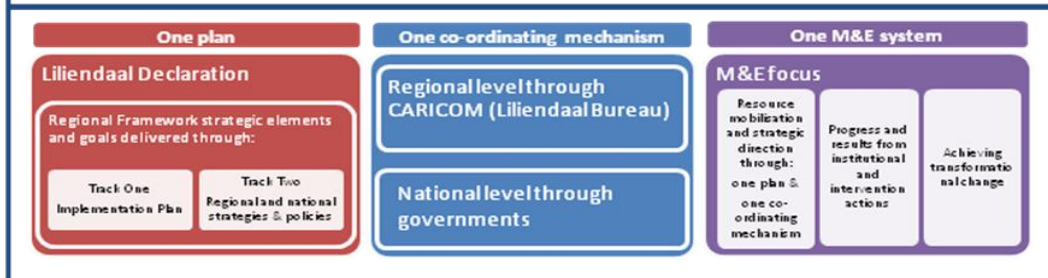 One plan
Liliendaal Declaration
Regional Framework strategic elements
and goals delivered through:
Track One
Implementation Plan
Track Two
Regional and national
strategies & policies
One co-ordinating mechanism
Regional level through
CARICOM (Liliendaal Bureau)
National level through
governments
One M&E system
M&E focus
Resource
mobilisation
and strategic
direction
through:
one plan &
one co-
ordinating
mechanism
Progress and
results from
institutional
and
intervention
actions
Achieving
transformatio
nal change